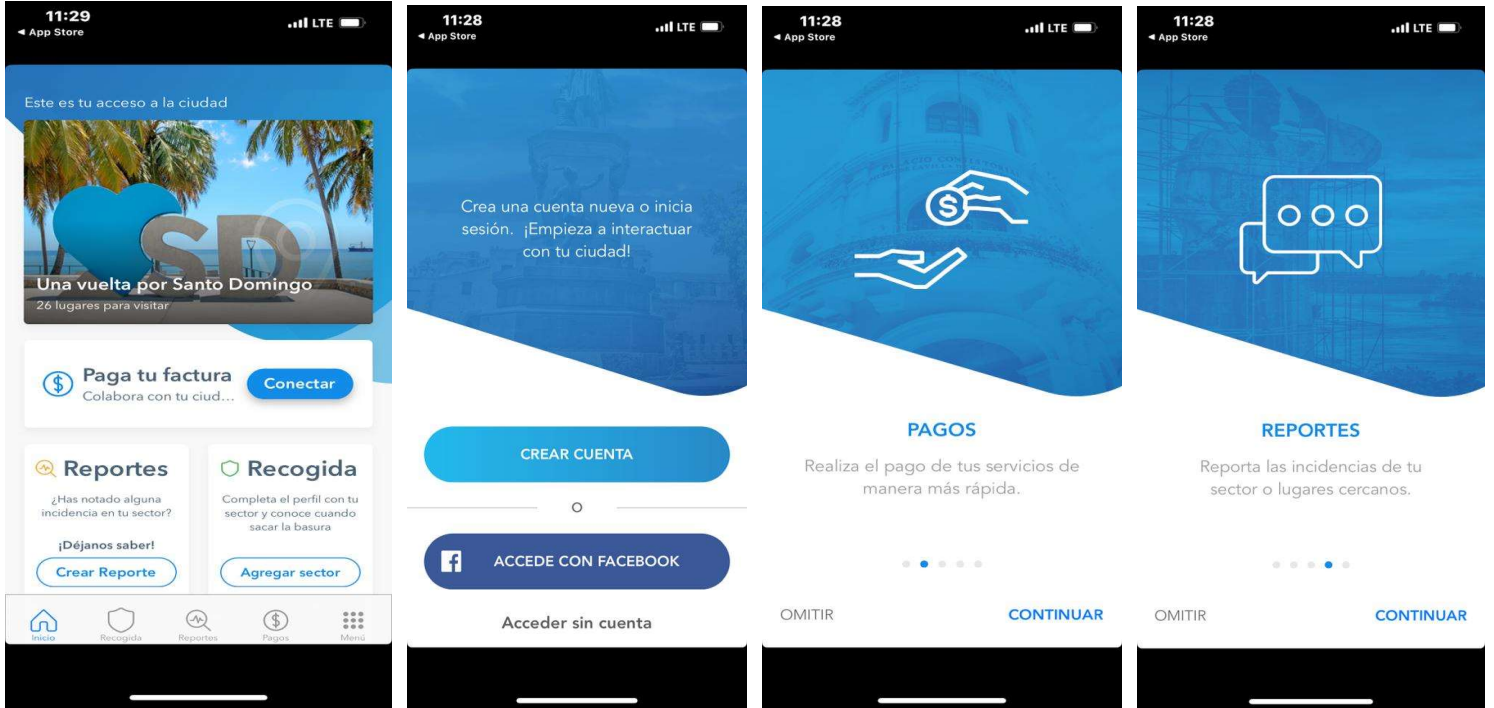 11:29
LTE
◄ App Store
Este es tu acceso a la ciudad
SD
Una vuelta por Santo Domingo
26 lugares para visitar
$
Paga tu factura
Colabora con tu ciud...
Conectar
Reportes
¿Has notado alguna
incidencia en tu sector?
¡Déjanos saber!
Crear Reporte
Recogida
Completa el perfil con tu
sector y conoce cuando
sacar la basura
Agregar sector
Inicio
Recogida
Reportes
$
Pagos
Menú
11:28
LTE
◄ App Store
Crea una cuenta nueva o inicia
sesión. ¡Empieza a interactuar
con tu ciudad!
CREAR CUENTA
O
f
ACCEDE CON FACEBOOK
Acceder sin cuenta
11:28
LTE
◄ App Store
PALACIO CONSISTORIAL
$
PAGOS
Realiza el pago de tus servicios de
manera más rápida.
OMITIR
CONTINUAR
11:28
LTE
◄ App Store
REPORTES
Reporta las incidencias de tu
sector o lugares cercanos.
OMITIR
CONTINUAR